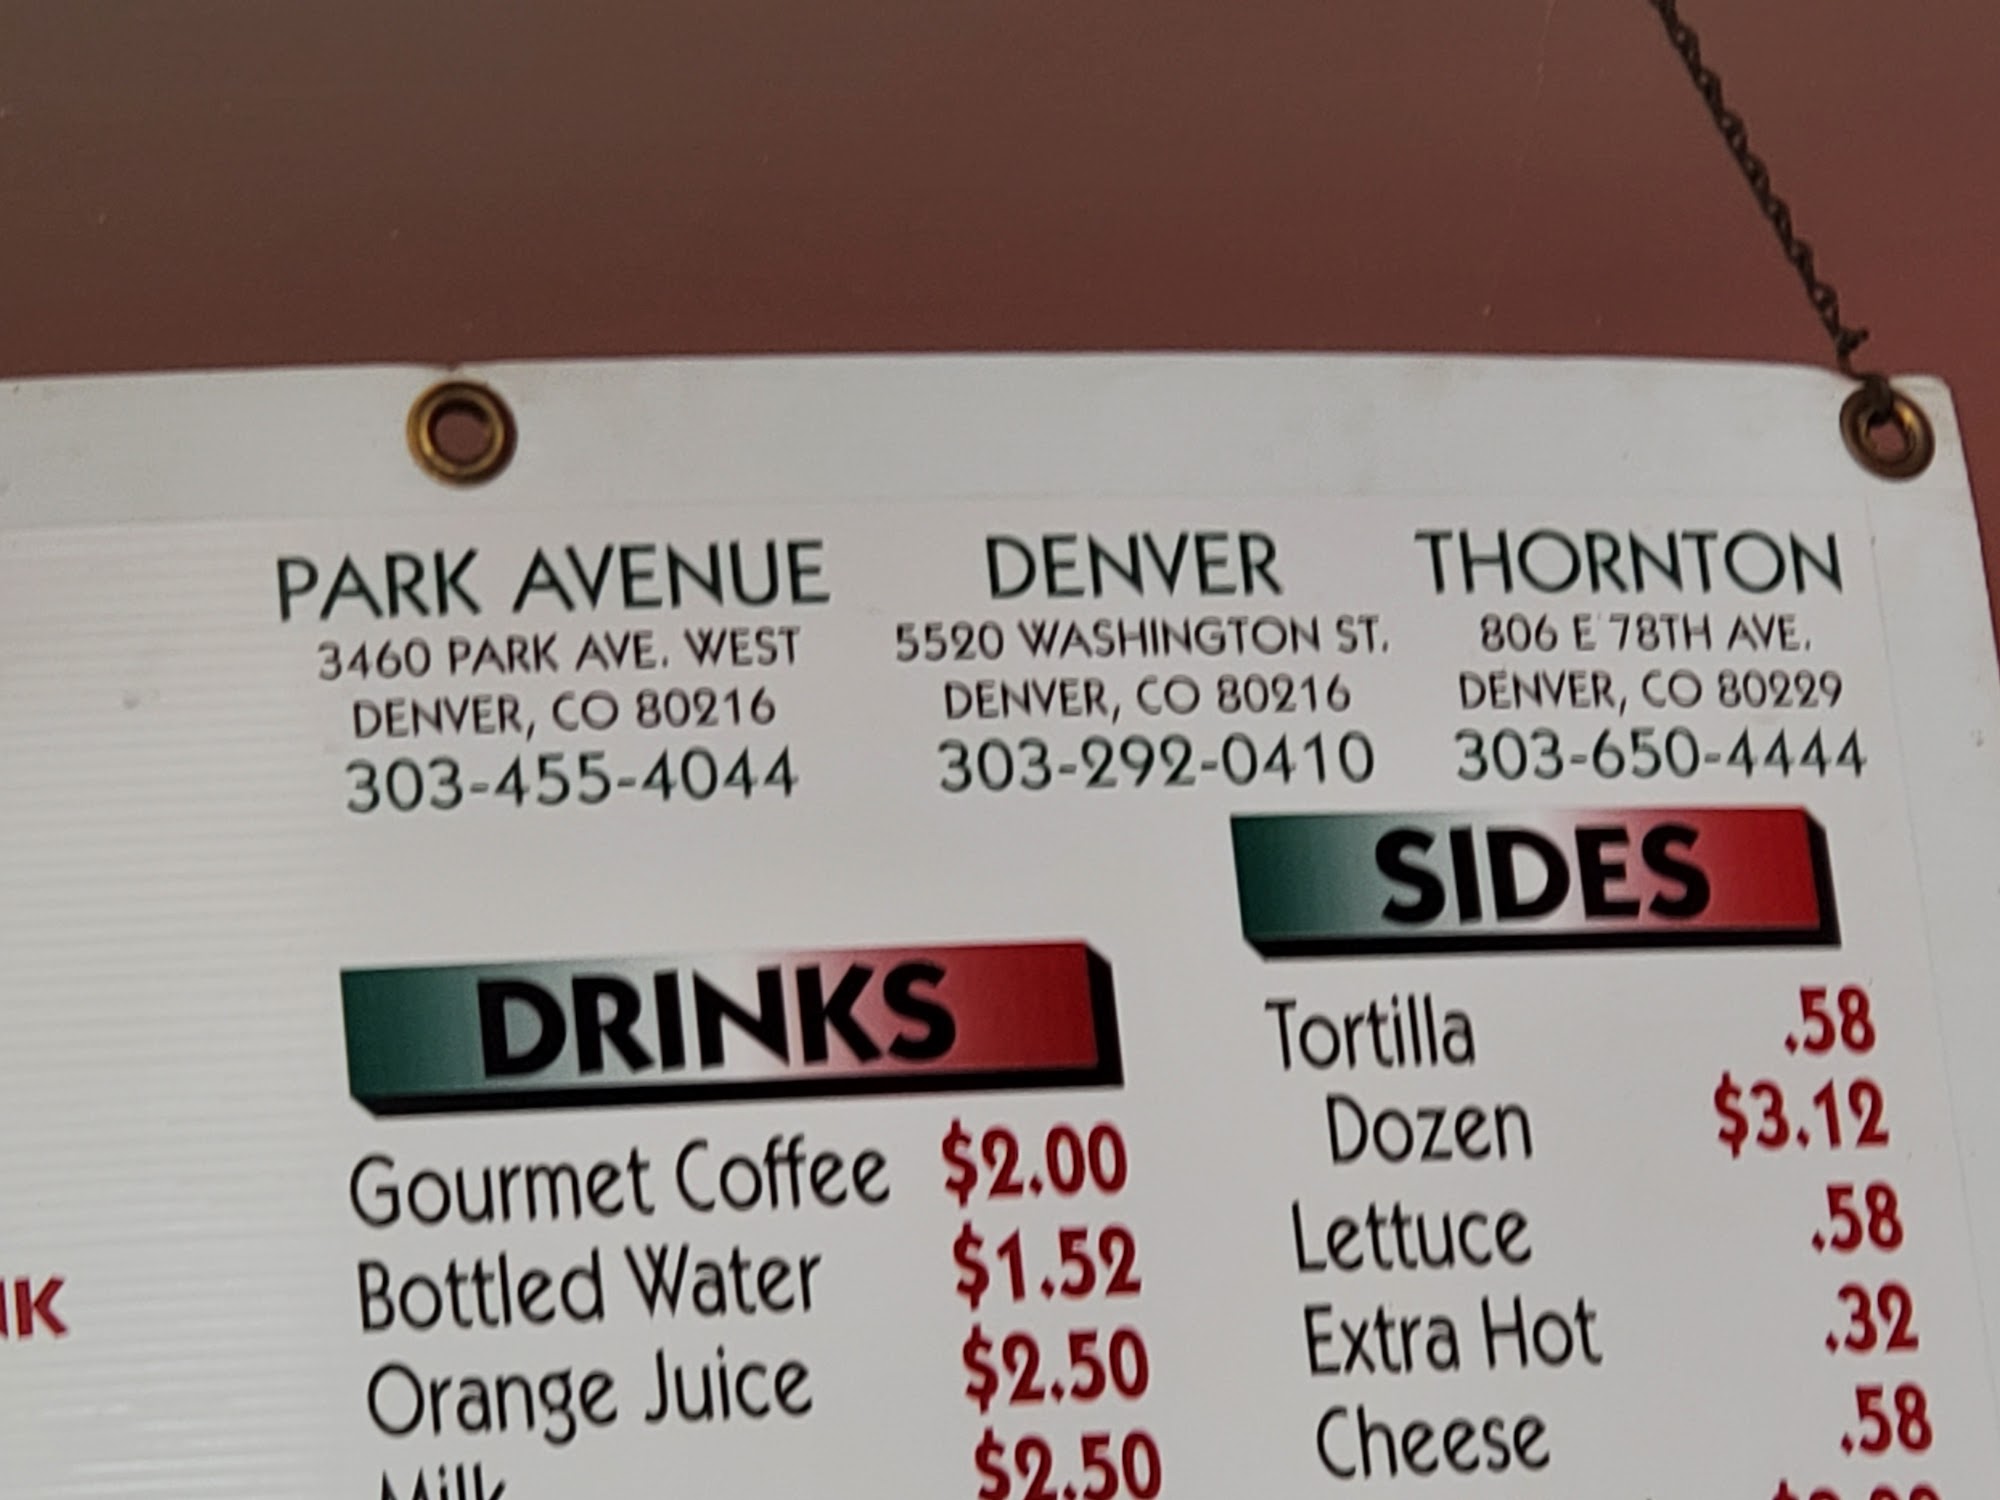 PARK AVENUE
3460 PARK AVE. WEST
DENVER, CO 80216
303-455-4044
DENVER
5520 WASHINGTON ST.
DENVER, CO 80216
303-292-0410
THORNTON
806 E 78TH AVE.
DENVER, CO 80229
303-650-4444
DRINKS
Gourmet Coffee $2.00
Bottled Water $1.52
Orange Juice $2.50
Milk $2.50
SIDES
Tortilla .58
Dozen $3.12
Lettuce .58
Extra Hot .32
Cheese .58